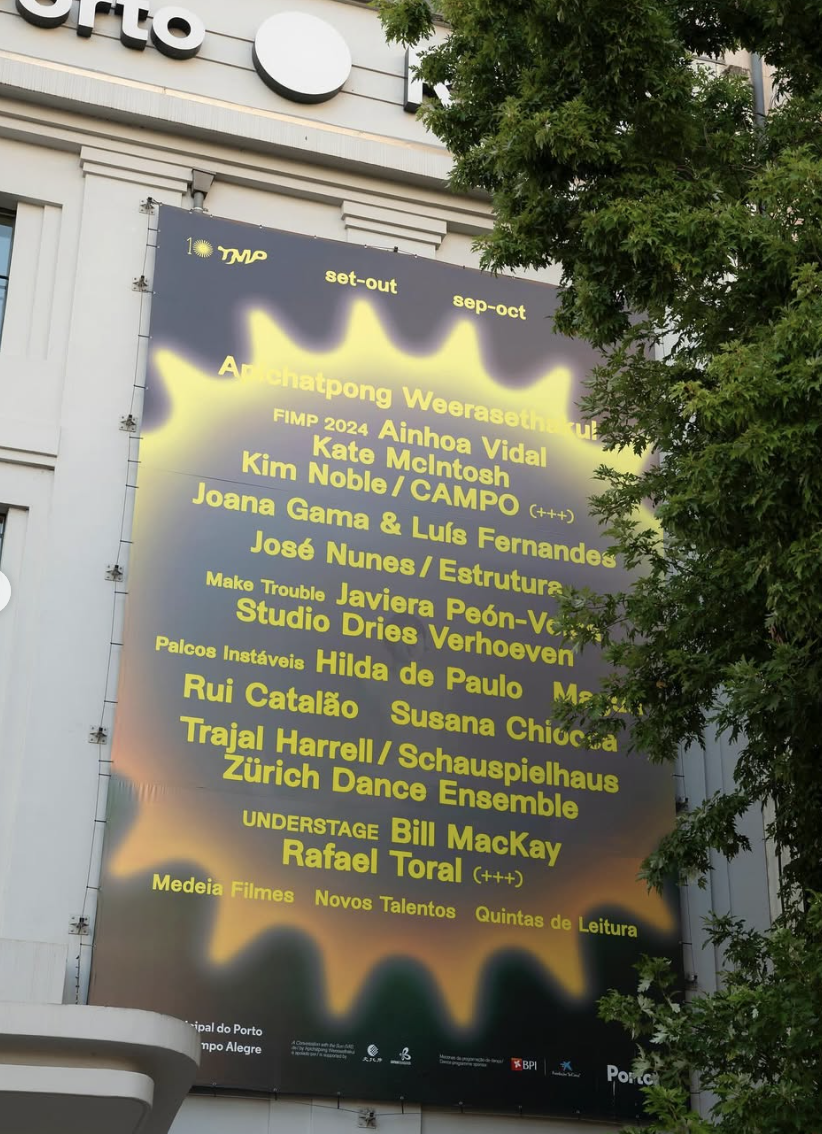 Porto
set-out
sep-oct
10 TMP
Apichatpong Weerasethakul
FIMP 2024 Ainhoa Vidal
Kate McIntosh
Kim Noble / CAMPO (+++)
Joana Gama & Luís Fernandes
José Nunes / Estrutura
Make Trouble Javiera Peón-Ve
Studio Dries Verhoeven
Palcos Instáveis Hilda de Paulo
Rui Catalão Susana Chiocca
Trajal Harrell / Schauspielhaus
Zürich Dance Ensemble
UNDERSTAGE Bill MacKay
Rafael Toral (+++)
Medeia Filmes Novos Talentos Quintas de Leitura
cipal do Porto
mpo Alegre
BPI
Porto.